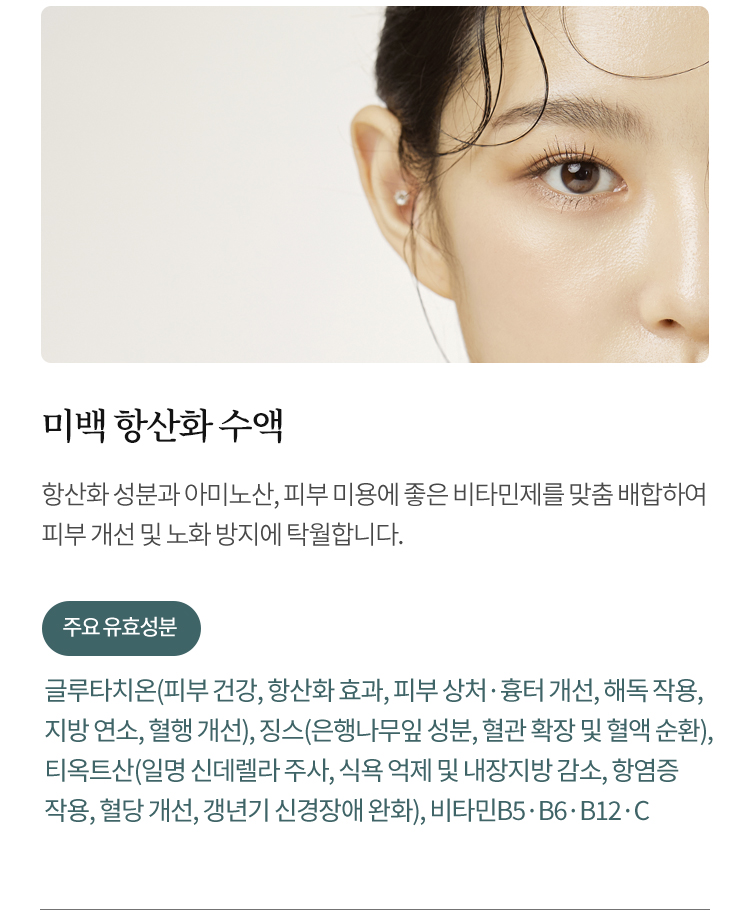 미백 항산화 수액
항산화 성분과 아미노산, 피부 미용에 좋은 비타민제를 맞춤 배합하여
피부 개선 및 노화 방지에 탁월합니다.
주요 유효성분
글루타치온(피부 건강, 항산화 효과, 피부 상처·흉터 개선, 해독 작용,
지방 연소, 혈행 개선), 징스(은행나무잎 성분, 혈관 확장 및 혈액 순환),
티옥트산(일명 신데렐라 주사, 식욕 억제 및 내장지방 감소, 항염증
작용, 혈당 개선, 갱년기 신경장애 완화), 비타민B5·B6·B12·C